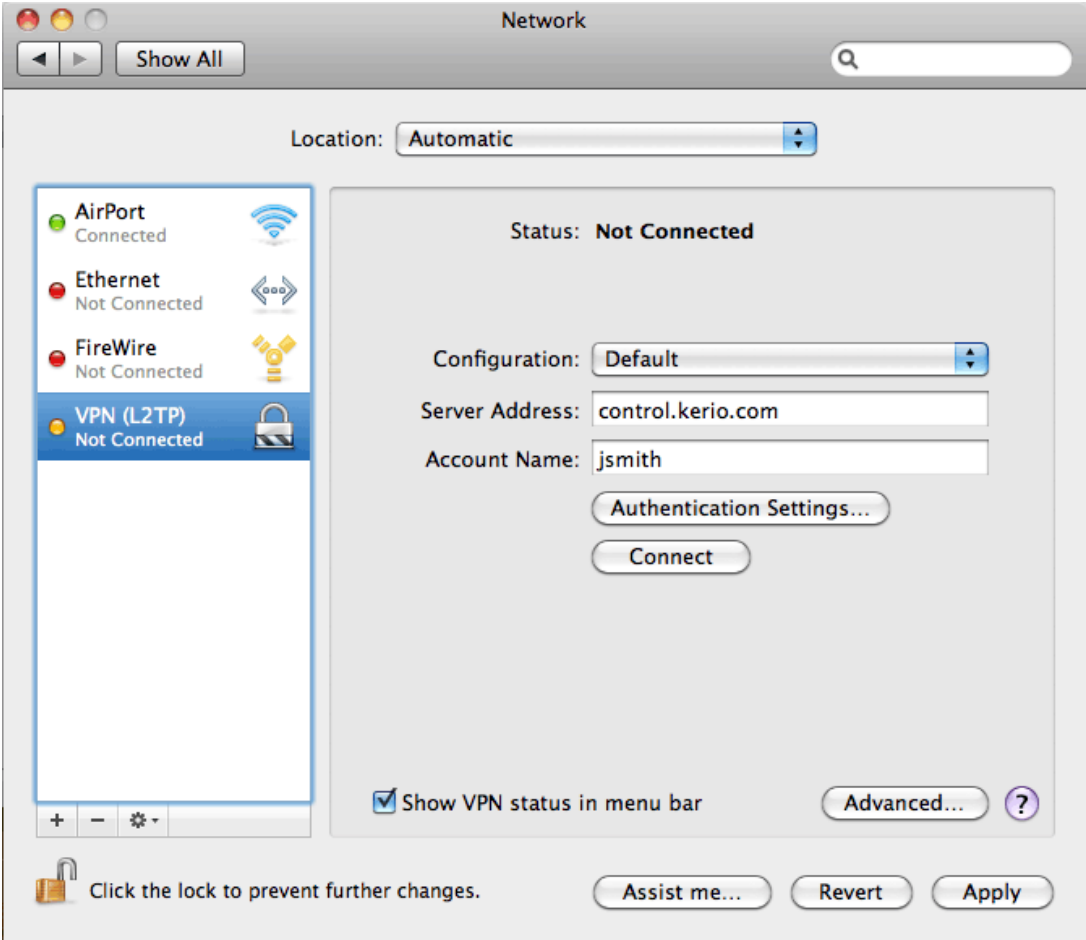 Network
Show All
Location: Automatic
AirPort
Connected
Ethernet
Not Connected
FireWire
Not Connected
VPN (L2TP)
Not Connected
Status: Not Connected
Configuration: Default
Server Address: control.kerio.com
Account Name: jsmith
Authentication Settings...
Connect
Show VPN status in menu bar
Advanced...
?
Click the lock to prevent further changes.
Assist me...
Revert
Apply